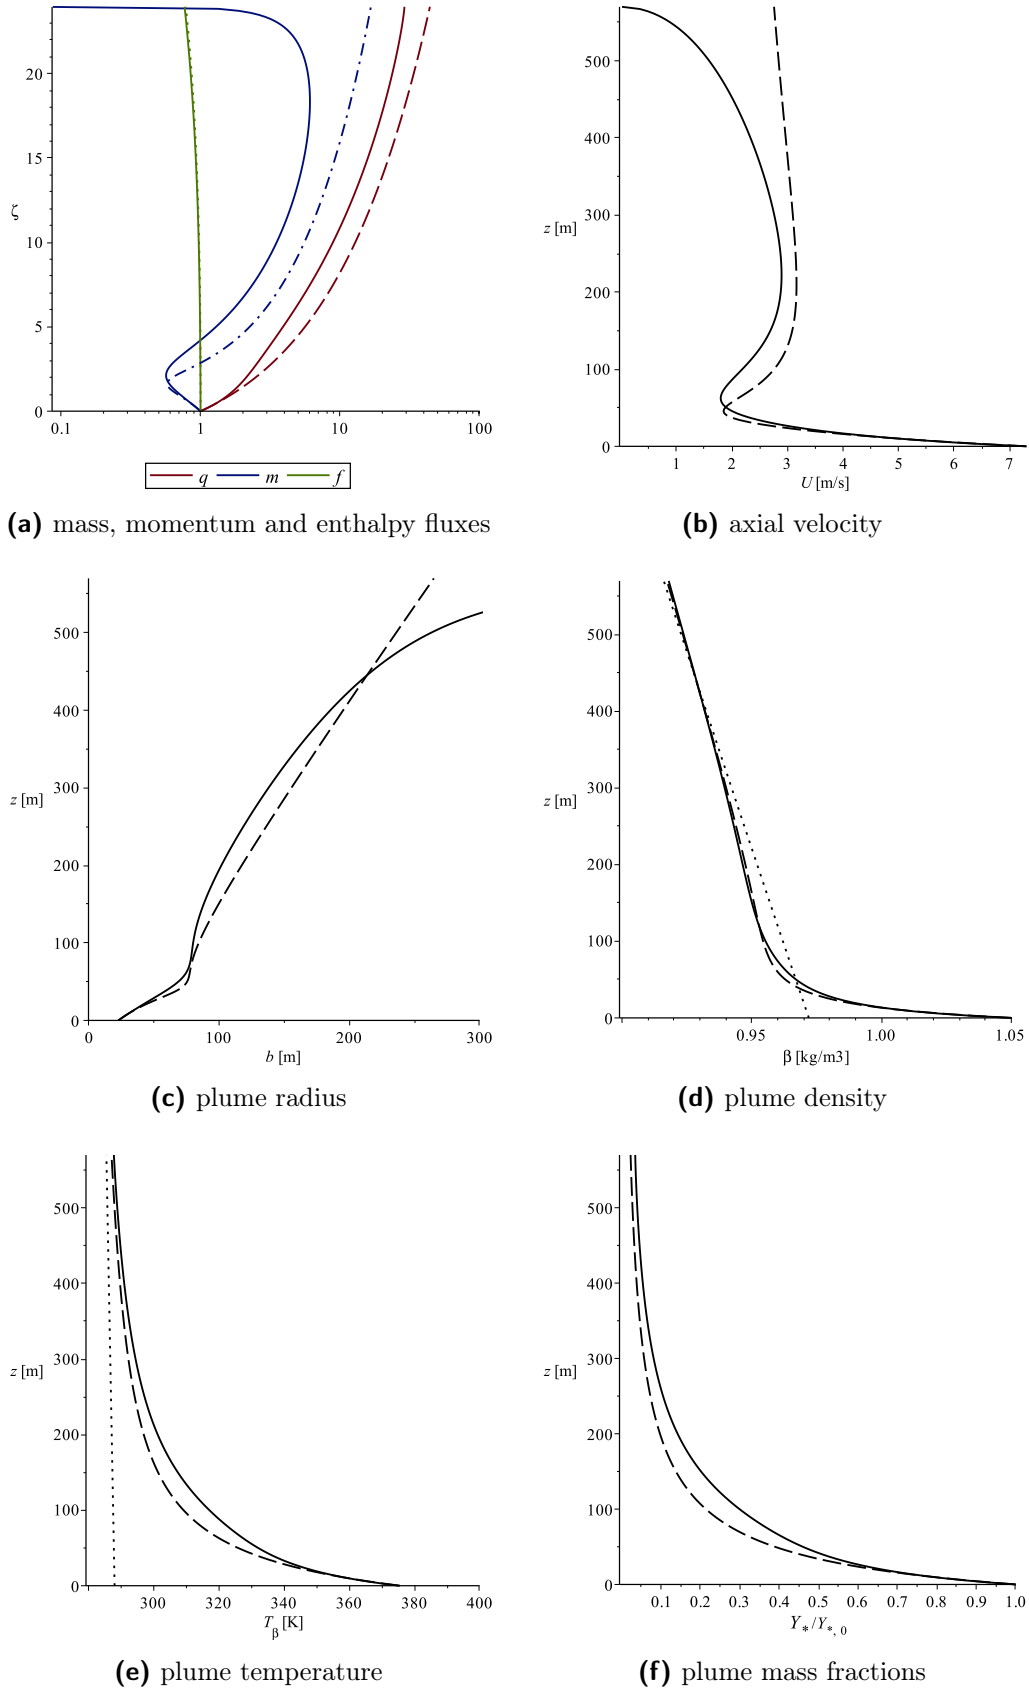 20
15
ζ
10
5
0
0.1 1 10 100
q m f
(a) mass, momentum and enthalpy fluxes
500
400
300
z [m]
200
100
0
1 2 3 4 5 6 7
U [m/s]
(b) axial velocity
500
400
300
z [m]
200
100
0
0 100 200 300
b [m]
(c) plume radius
500
400
300
z [m]
200
100
0
0.95 1.00 1.05
β [kg/m3]
(d) plume density
500
400
300
z [m]
200
100
0
300 320 340 360 380 400
T_β [K]
(e) plume temperature
500
400
300
z [m]
200
100
0
0.1 0.2 0.3 0.4 0.5 0.6 0.7 0.8 0.9 1.0
Y_* / Y_{*, 0}
(f) plume mass fractions